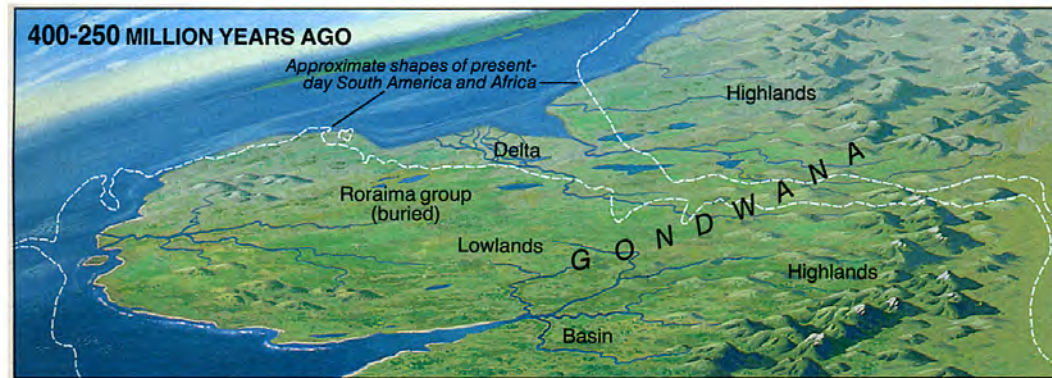 400-250 MILLION YEARS AGO
Approximate shapes of present-
day South America and Africa
Highlands
Delta
Roraima group
(buried)
GONDWANA
Lowlands
Highlands
Basin